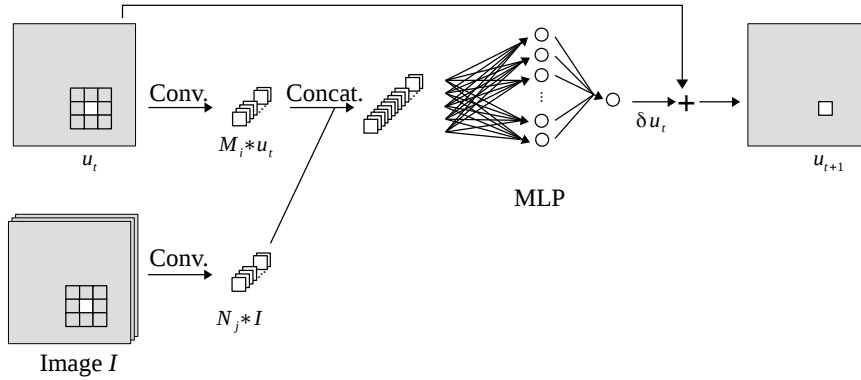 Conv.
Concat.
u_t
M_i*u_t
δu_t
+
u_{t+1}
MLP
Conv.
N_j*I
Image I